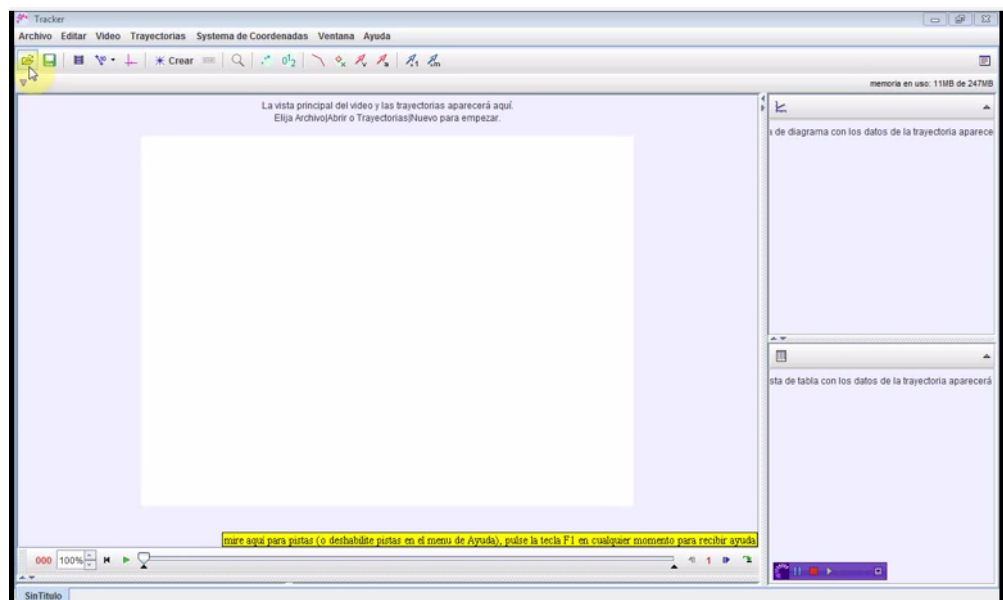 Tracker
Archivo Editar Video Trayectorias Systema de Coordenadas Ventana Ayuda
Crear
memoria en uso: 11MB de 247MB
La vista principal del video y las trayectorias aparecerá aquí.
Elija Archivo|Abrir o Trayectorias|Nuevo para empezar.
de diagrama con los datos de la trayectoria aparece
sta de tabla con los datos de la trayectoria aparecerá
mire aqui para pistas (o deshabilite pistas en el menu de Ayuda), pulse la tecla F1 en cualquier momento para recibir ayuda
000 100% 1
SinTitulo